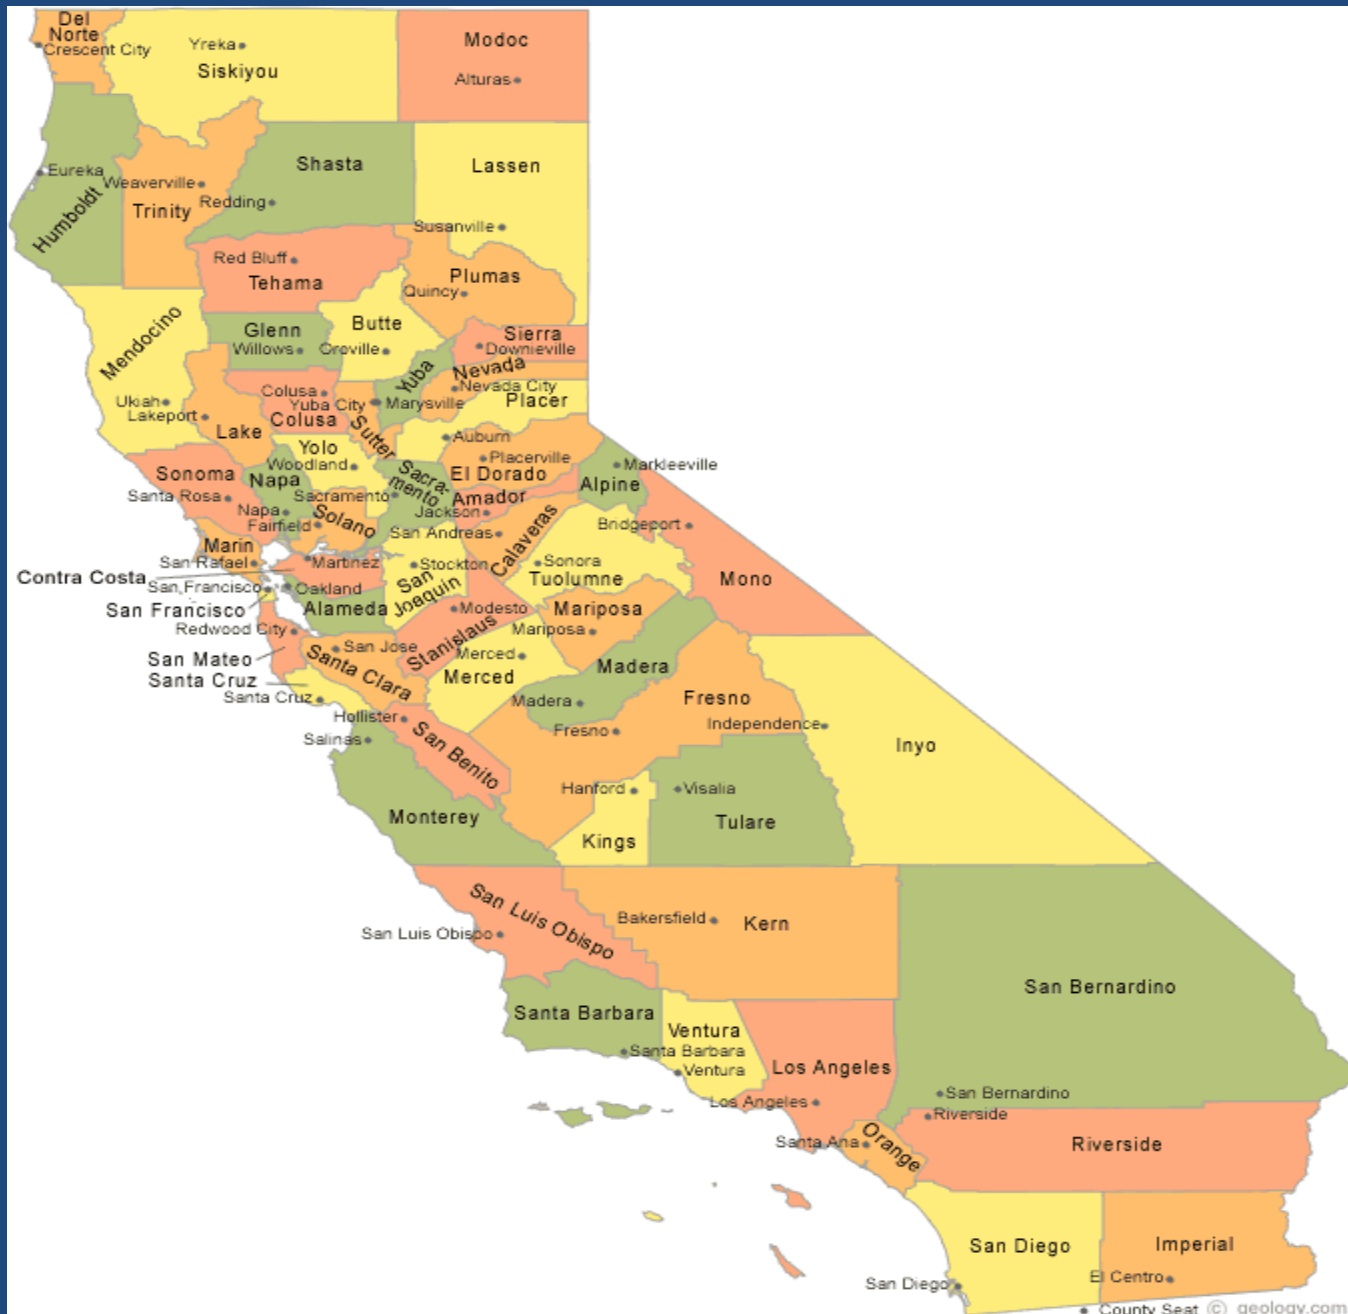 Del
Norte
Crescent City
Yreka
Siskiyou
Modoc
Alturas
Eureka
Humboldt
Weaverville
Trinity
Shasta
Redding
Lassen
Susanville
Red Bluff
Tehama
Plumas
Quincy
Mendocino
Ukiah
Glenn
Willows
Butte
Oroville
Sierra
Downieville
Nevada
Nevada City
Yuba
Marysville
Placer
Auburn
Lakeport
Lake
Colusa
Colusa
Yuba City
Sutter
Yolo
Woodland
Sonoma
Santa Rosa
Napa
Napa
Sacramento
Sacra-
mento
El Dorado
Placerville
Amador
Jackson
Alpine
Markleeville
Solano
Fairfield
San Andreas
Calaveras
Bridgeport
Mono
Marin
San Rafael
Martinez
Contra Costa
Stockton
San
Joaquin
Sonora
Tuolumne
San Francisco
San Francisco
Oakland
Alameda
Modesto
Stanislaus
Mariposa
Mariposa
Redwood City
San Mateo
San Jose
Santa Clara
Santa Cruz
Santa Cruz
Merced
Merced
Madera
Madera
Fresno
Fresno
Independence
Inyo
Hollister
San Benito
Salinas
Monterey
Hanford
Kings
Visalia
Tulare
San Luis Obispo
San Luis Obispo
Bakersfield
Kern
San Bernardino
San Bernardino
Santa Barbara
Santa Barbara
Ventura
Ventura
Los Angeles
Los Angeles
Riverside
Riverside
Santa Ana
Orange
San Diego
San Diego
Imperial
El Centro
County Seat © geology.com